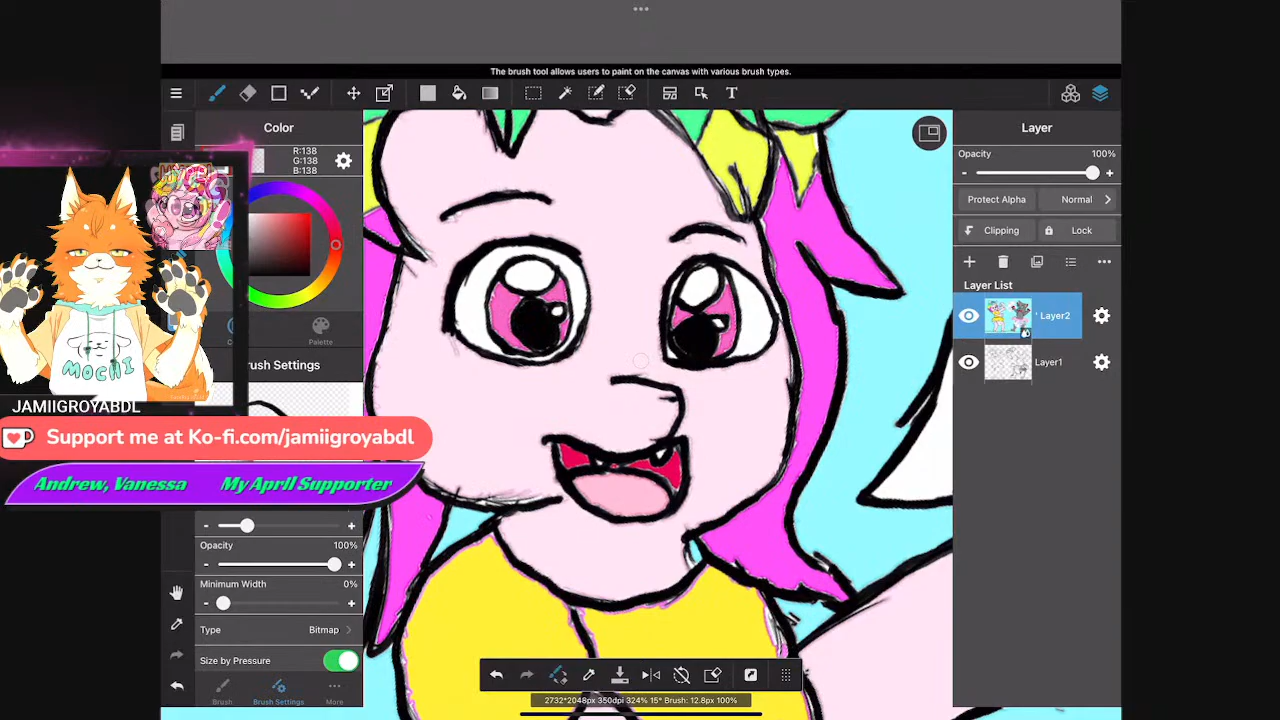 The brush tool allows users to paint on the canvas with various brush types.
T
Color
R:138
G:138
B:138
Palette
Brush Settings
MOCHI
JAMIIGROYABDL
Support me at Ko-fi.com/jamiigroyabdl
Andrew, Vanessa My April Supporter
- +
Opacity 100%
- +
Minimum Width 0%
- +
Type Bitmap >
Size by Pressure
Brush Brush Settings More
2732*2048px 350dpi 324% 15° Brush: 12.8px 100%
Layer
Opacity 100%
- +
Protect Alpha Normal >
Clipping Lock
Layer List
' Layer2
Layer1